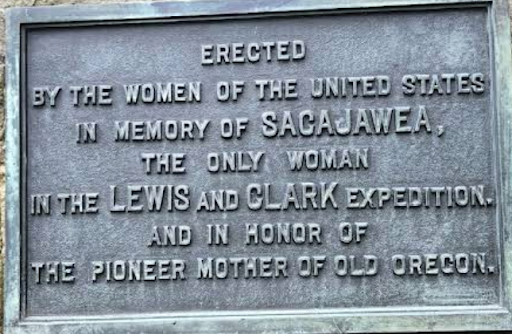 ERECTED
BY THE WOMEN OF THE UNITED STATES
IN MEMORY OF SACAJAWEA,
THE ONLY WOMAN
IN THE LEWIS AND CLARK EXPEDITION.
AND IN HONOR OF
THE PIONEER MOTHER OF OLD OREGON.